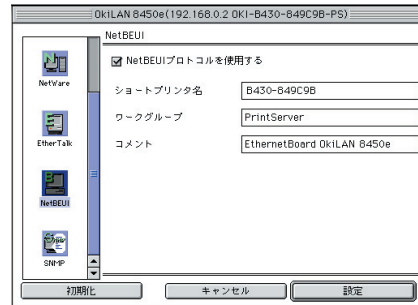 OkiLAN 8450e(192.168.0.2 OKI-B430-849C9B-PS)
NetBEUI
NetWare
EtherTalk
NetBEUI
SNMP
NetBEUIプロトコルを使用する
ショートプリンタ名 B430-849C9B
ワークグループ PrintServer
コメント EthernetBoard OkiLAN 8450e
初期化 キャンセル 設定